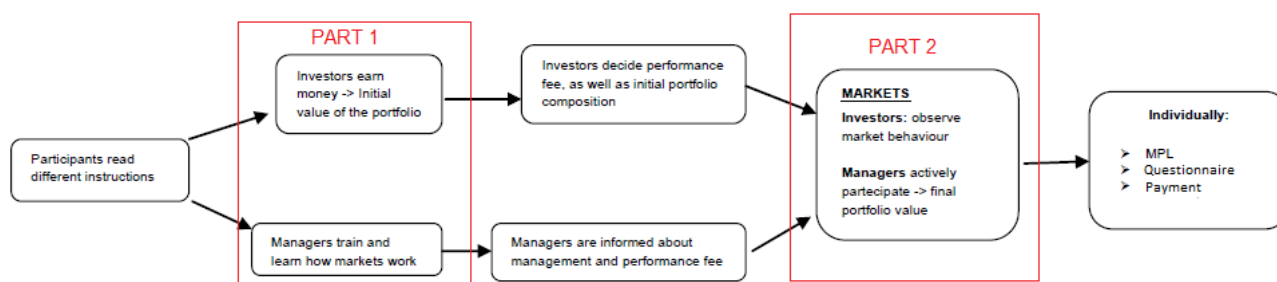 PART 1
Investors earn
money -> Initial
value of the portfolio
Investors decide performance
fee, as well as initial portfolio
composition
PART 2
MARKETS
Investors: observe
market behaviour
Managers actively
partecipate -> final
portfolio value
Individually:
➢ MPL
➢ Questionnaire
➢ Payment
Participants read
different instructions
Managers train and
learn how markets work
Managers are informed about
management and performance fee